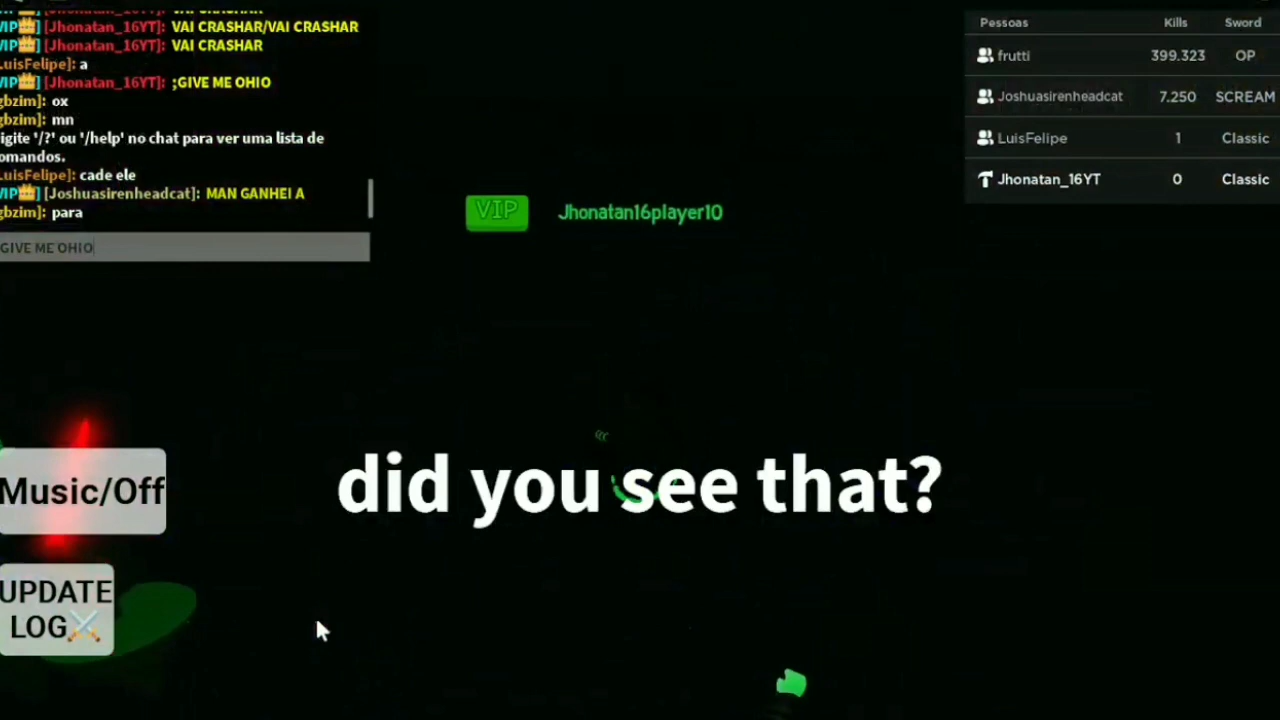 VIP👑] [Jhonatan_16YT]: VAI CRASHAR/VAI CRASHAR
VIP👑] [Jhonatan_16YT]: VAI CRASHAR
LuisFelipe]: a
VIP👑] [Jhonatan_16YT]: ;GIVE ME OHIO
gbzim]: ox
gbzim]: mn
igite '/?' ou '/help' no chat para ver uma lista de
omandos.
LuisFelipe]: cade ele
VIP👑] [Joshuasirenheadcat]: MAN GANHEI A
gbzim]: para
GIVE ME OHIO
Pessoas Kills Sword
frutti 399.323 OP
Joshuasirenheadcat 7.250 SCREAM
LuisFelipe 1 Classic
Jhonatan_16YT 0 Classic
VIP Jhonatan16player10
did you see that?
Music/Off
UPDATE
LOG⚔️